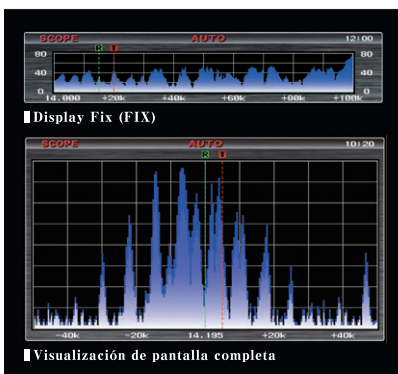 SCOPE AUTO 12:00
80 R T 80
40 40
0 0
14.000 +20k +40k +60k +80k +100k
Display Fix (FIX)
SCOPE AUTO 10:20
R T
-40k -20k 14.195 +20k +40k
Visualización de pantalla completa